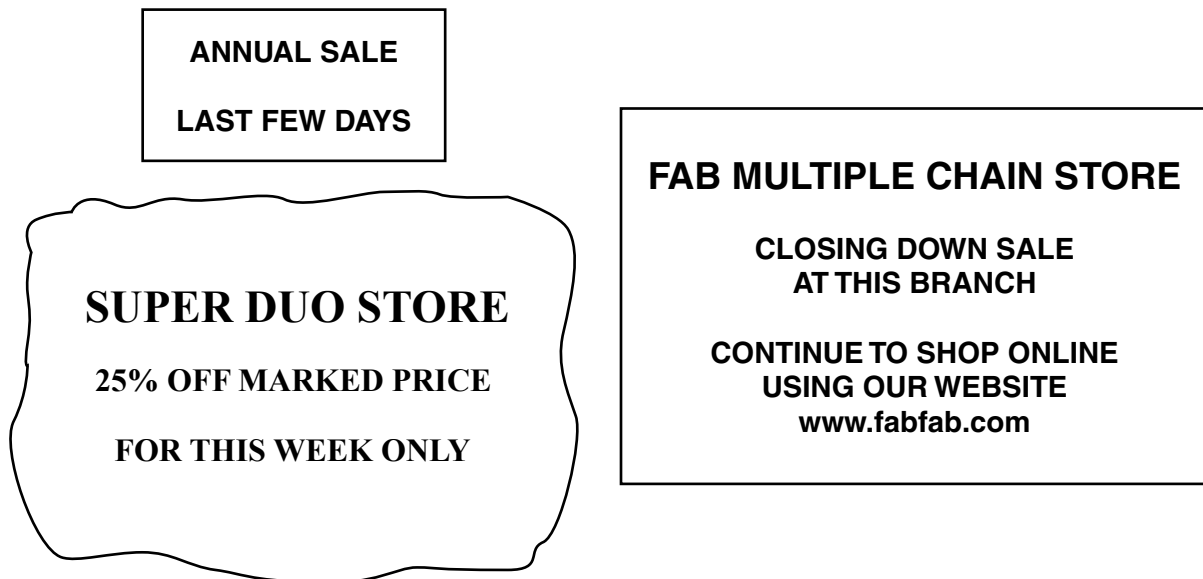 ANNUAL SALE
LAST FEW DAYS
SUPER DUO STORE
25% OFF MARKED PRICE
FOR THIS WEEK ONLY
FAB MULTIPLE CHAIN STORE
CLOSING DOWN SALE
AT THIS BRANCH
CONTINUE TO SHOP ONLINE
USING OUR WEBSITE
www.fabfab.com